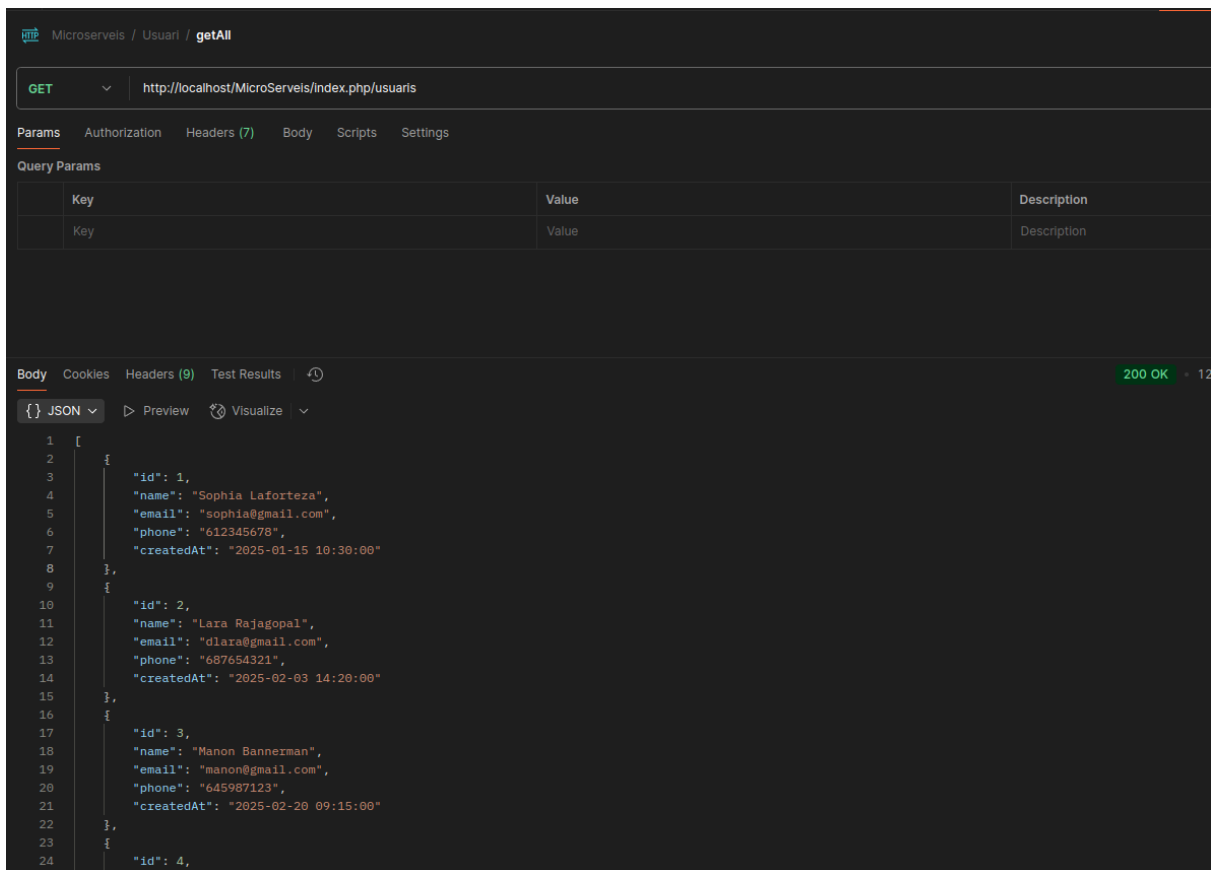 HTTP Microserveis / Usuari / getAll
GET http://localhost/MicroServeis/index.php/usuaris
Params Authorization Headers (7) Body Scripts Settings
Query Params
Key Value Description
Key Value Description
Body Cookies Headers (9) Test Results 200 OK • 12
{} JSON Preview Visualize
1 [
2 {
3 "id": 1,
4 "name": "Sophia Laforteza",
5 "email": "sophia@gmail.com",
6 "phone": "612345678",
7 "createdAt": "2025-01-15 10:30:00"
8 },
9 {
10 "id": 2,
11 "name": "Lara Rajagopal",
12 "email": "dlara@gmail.com",
13 "phone": "687654321",
14 "createdAt": "2025-02-03 14:20:00"
15 },
16 {
17 "id": 3,
18 "name": "Manon Bannerman",
19 "email": "manon@gmail.com",
20 "phone": "645987123",
21 "createdAt": "2025-02-20 09:15:00"
22 },
23 {
24 "id": 4,